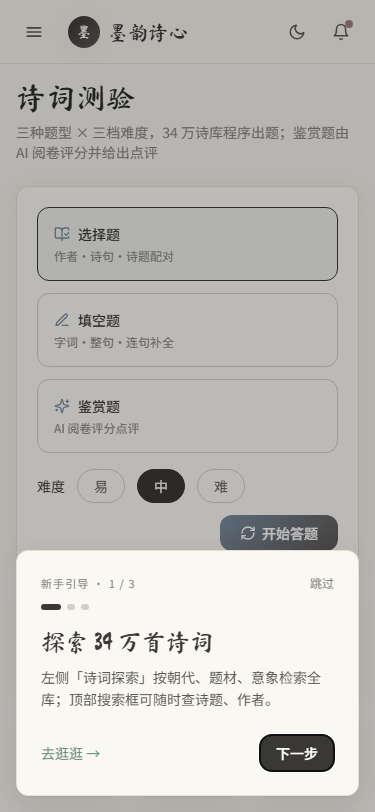 墨 墨韵诗心
诗词测验
三种题型 × 三档难度，34 万诗库程序出题；鉴赏题由
AI 阅卷评分并给出点评
选择题
作者・诗句・诗题配对
填空题
字词・整句・连句补全
鉴赏题
AI 阅卷评分点评
难度 易 中 难
开始答题
新手引导 · 1 / 3 跳过
探索 34 万首诗词
左侧「诗词探索」按朝代、题材、意象检索全
库；顶部搜索框可随时查诗题、作者。
去逛逛 → 下一步